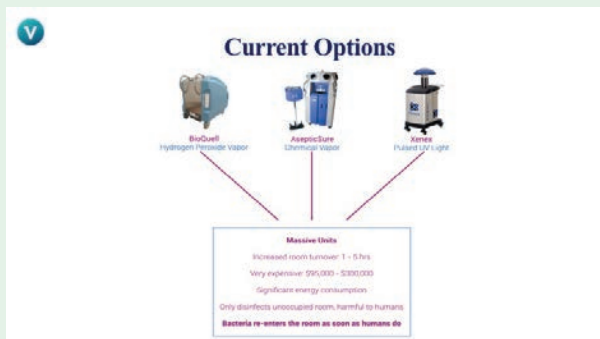 V
Current Options
BioQuell
Hydrogen Peroxide Vapor
AsepticSure
Chemical Vapor
Xenex
Pulsed UV Light
Massive Units
Increased room turnover: 1 - 5 hrs
Very expensive: $95,000 - $300,000
Significant energy consumption
Only disinfects unoccupied room, harmful to humans
Bacteria re-enters the room as soon as humans do